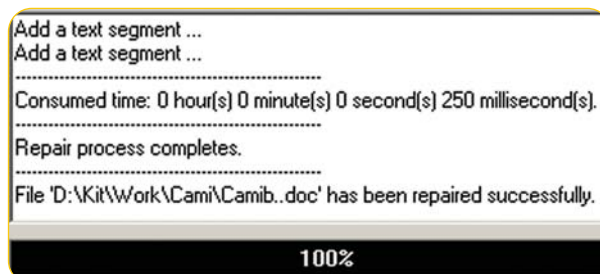 Add a text segment ...
Add a text segment ...
-----------------------------------------------------
Consumed time: 0 hour(s) 0 minute(s) 0 second(s) 250 millisecond(s).
-----------------------------------------------------
Repair process completes.
-----------------------------------------------------
File 'D:\Kit\Work\Cami\Camib..doc' has been repaired successfully.
100%